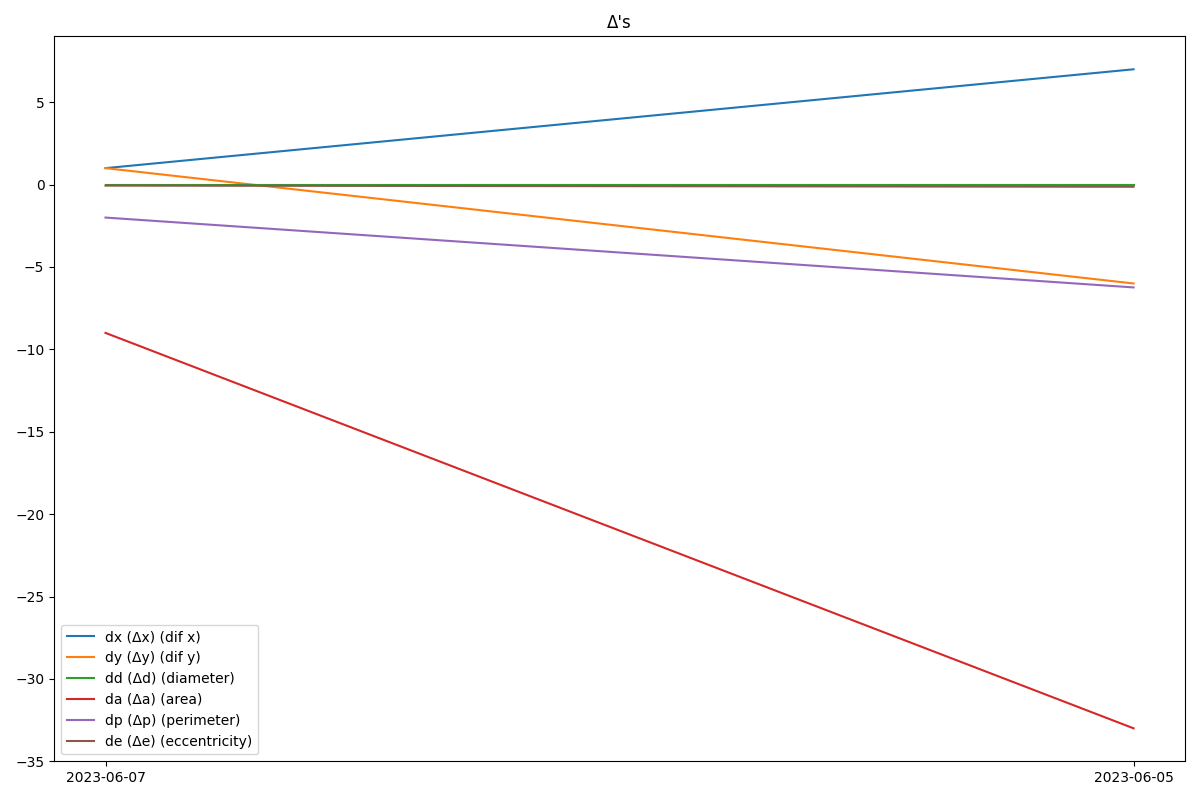 Δ's
5
0
−5
−10
−15
−20
−25
−30
−35
dx (Δx) (dif x)
dy (Δy) (dif y)
dd (Δd) (diameter)
da (Δa) (area)
dp (Δp) (perimeter)
de (Δe) (eccentricity)
2023-06-07 2023-06-05